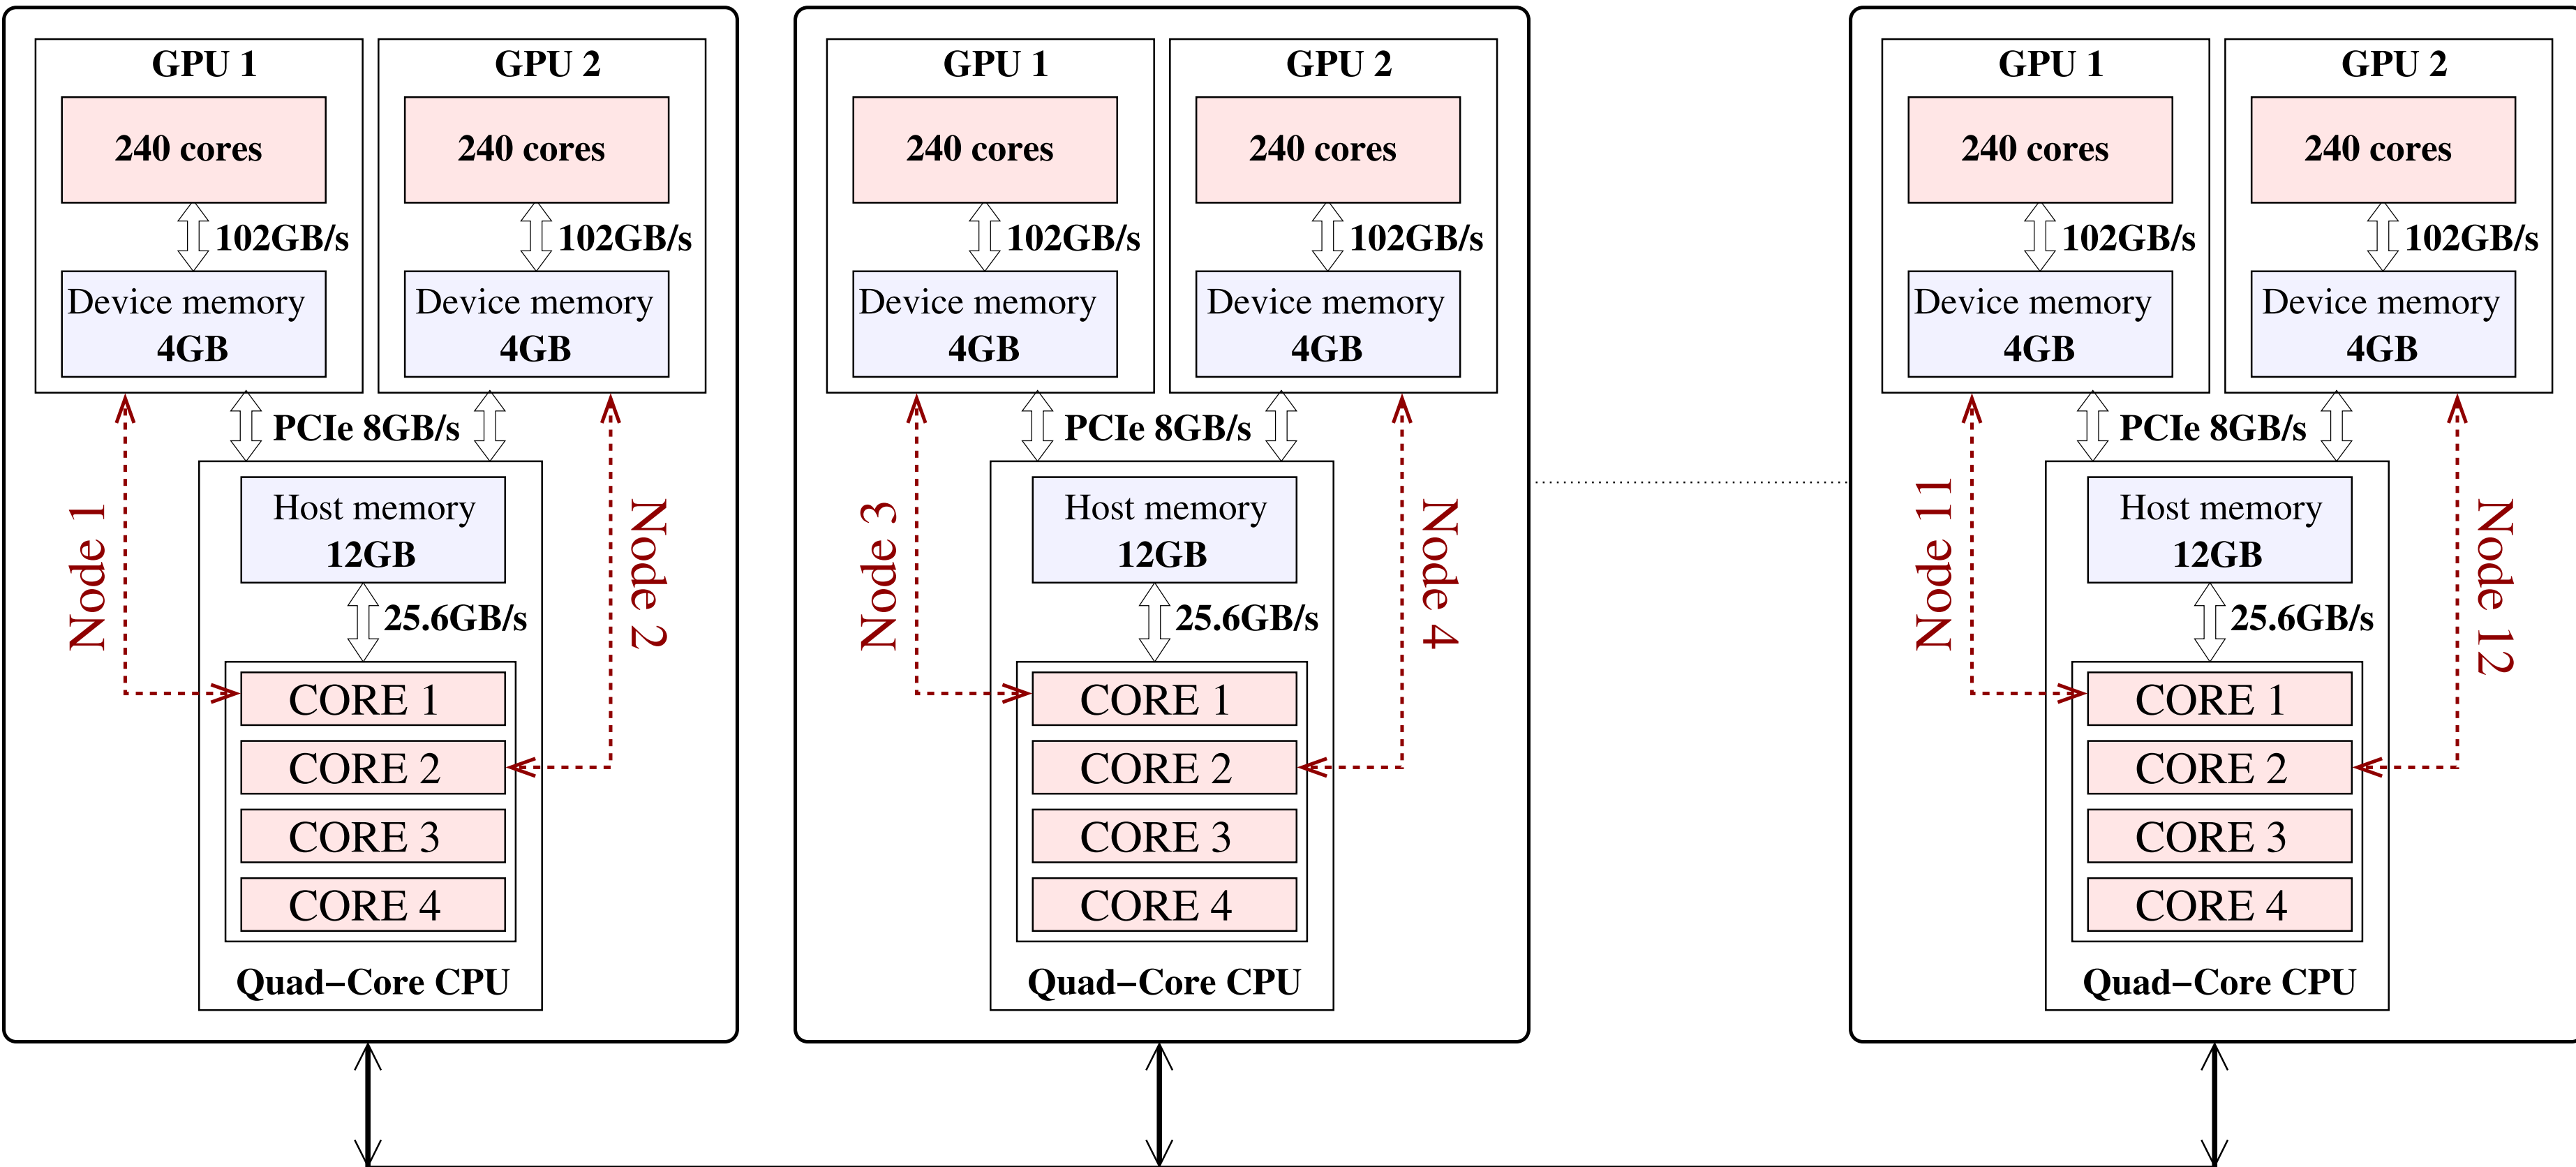 GPU 1
240 cores
102GB/s
Device memory
4GB
GPU 2
240 cores
102GB/s
Device memory
4GB
PCIe 8GB/s
Node 1
Node 2
Host memory
12GB
25.6GB/s
CORE 1
CORE 2
CORE 3
CORE 4
Quad−Core CPU
GPU 1
240 cores
102GB/s
Device memory
4GB
GPU 2
240 cores
102GB/s
Device memory
4GB
PCIe 8GB/s
Node 3
Node 4
Host memory
12GB
25.6GB/s
CORE 1
CORE 2
CORE 3
CORE 4
Quad−Core CPU
GPU 1
240 cores
102GB/s
Device memory
4GB
GPU 2
240 cores
102GB/s
Device memory
4GB
PCIe 8GB/s
Node 11
Node 12
Host memory
12GB
25.6GB/s
CORE 1
CORE 2
CORE 3
CORE 4
Quad−Core CPU